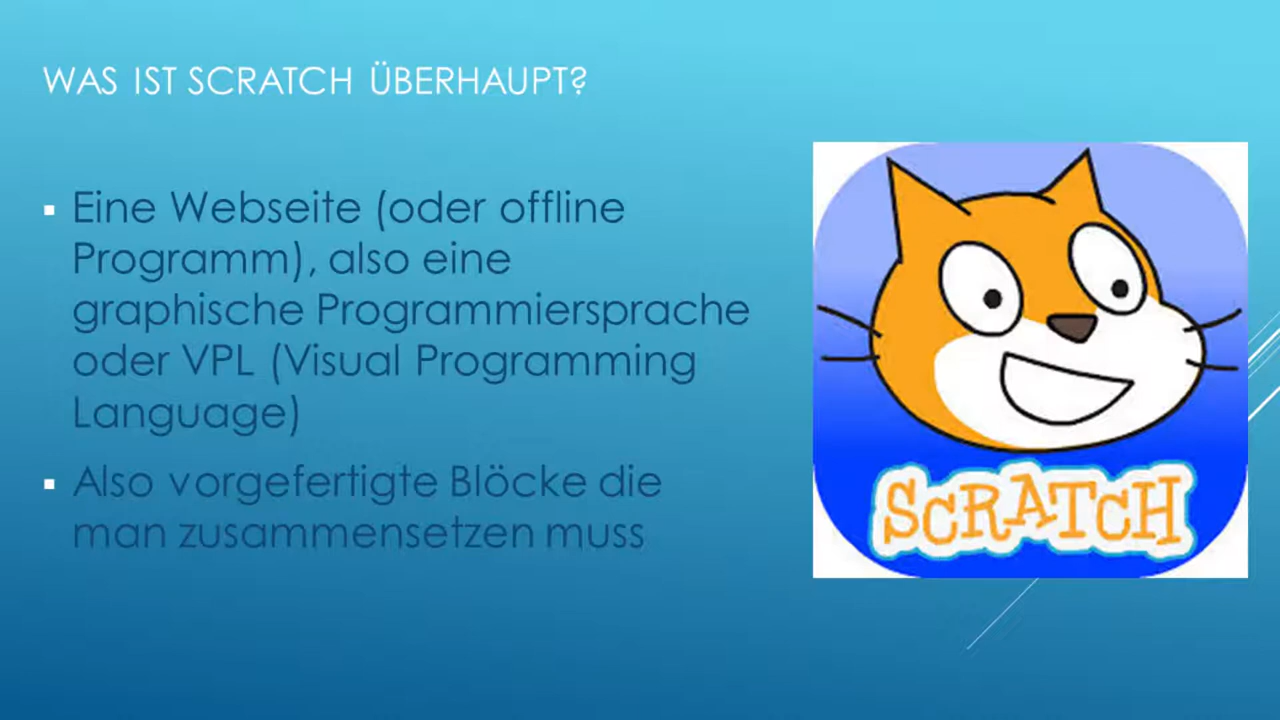 WAS IST SCRATCH ÜBERHAUPT?
Eine Webseite (oder offline
Programm), also eine
graphische Programmiersprache
oder VPL (Visual Programming
Language)
Also vorgefertigte Blöcke die
man zusammensetzen muss
SCRATCH